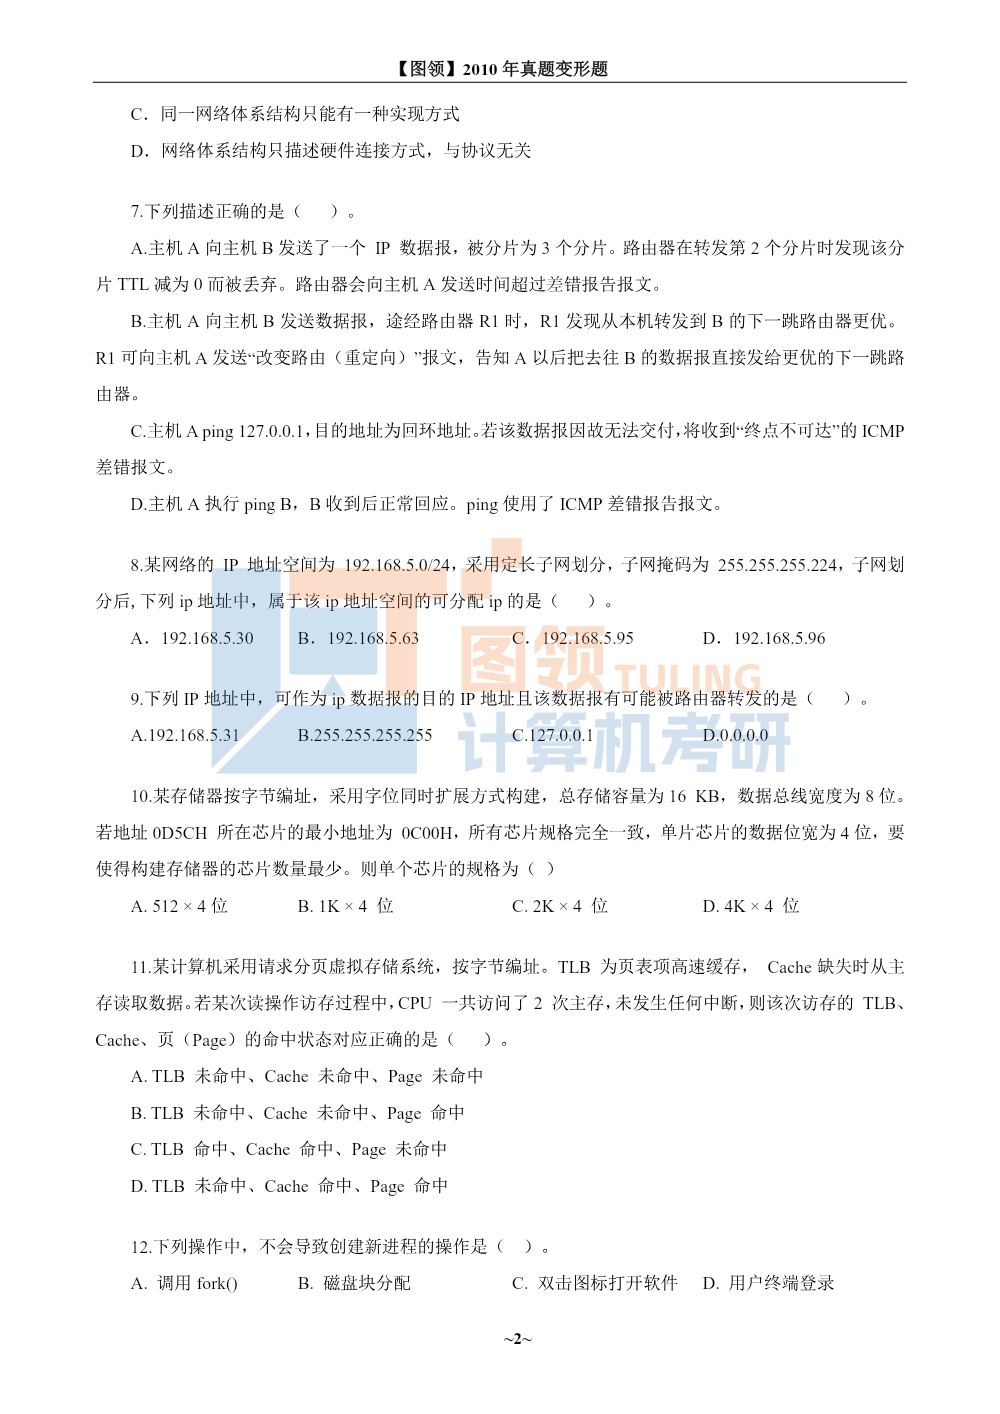 【图领】2010 年真题变形题
C．同一网络体系结构只能有一种实现方式
D．网络体系结构只描述硬件连接方式，与协议无关
7.下列描述正确的是（ ）。
A.主机 A 向主机 B 发送了一个 IP 数据报，被分片为 3 个分片。路由器在转发第 2 个分片时发现该分
片 TTL 减为 0 而被丢弃。路由器会向主机 A 发送时间超过差错报告报文。
B.主机 A 向主机 B 发送数据报，途经路由器 R1 时，R1 发现从本机转发到 B 的下一跳路由器更优。
R1 可向主机 A 发送“改变路由（重定向）”报文，告知 A 以后把去往 B 的数据报直接发给更优的下一跳路
由器。
C.主机 A ping 127.0.0.1，目的地址为回环地址。若该数据报因故无法交付，将收到“终点不可达”的 ICMP
差错报文。
D.主机 A 执行 ping B，B 收到后正常回应。ping 使用了 ICMP 差错报告报文。
8.某网络的 IP 地址空间为 192.168.5.0/24，采用定长子网划分，子网掩码为 255.255.255.224，子网划
分后, 下列 ip 地址中，属于该 ip 地址空间的可分配 ip 的是（ ）。
A．192.168.5.30 B．192.168.5.63 C．192.168.5.95 D．192.168.5.96
图领 TULING
9.下列 IP 地址中，可作为 ip 数据报的目的 IP 地址且该数据报有可能被路由器转发的是（ ）。
A.192.168.5.31 B.255.255.255.255 C.127.0.0.1 D.0.0.0.0
计算机考研
10.某存储器按字节编址，采用字位同时扩展方式构建，总存储容量为 16 KB，数据总线宽度为 8 位。
若地址 0D5CH 所在芯片的最小地址为 0C00H，所有芯片规格完全一致，单片芯片的数据位宽为 4 位，要
使得构建存储器的芯片数量最少。则单个芯片的规格为（ ）
A. 512 × 4 位 B. 1K × 4 位 C. 2K × 4 位 D. 4K × 4 位
11.某计算机采用请求分页虚拟存储系统，按字节编址。TLB 为页表项高速缓存， Cache 缺失时从主
存读取数据。若某次读操作访存过程中，CPU 一共访问了 2 次主存，未发生任何中断，则该次访存的 TLB、
Cache、页（Page）的命中状态对应正确的是（ ）。
A. TLB 未命中、Cache 未命中、Page 未命中
B. TLB 未命中、Cache 未命中、Page 命中
C. TLB 命中、Cache 命中、Page 未命中
D. TLB 未命中、Cache 命中、Page 命中
12.下列操作中，不会导致创建新进程的操作是（ ）。
A. 调用 fork() B. 磁盘块分配 C. 双击图标打开软件 D. 用户终端登录
~2~